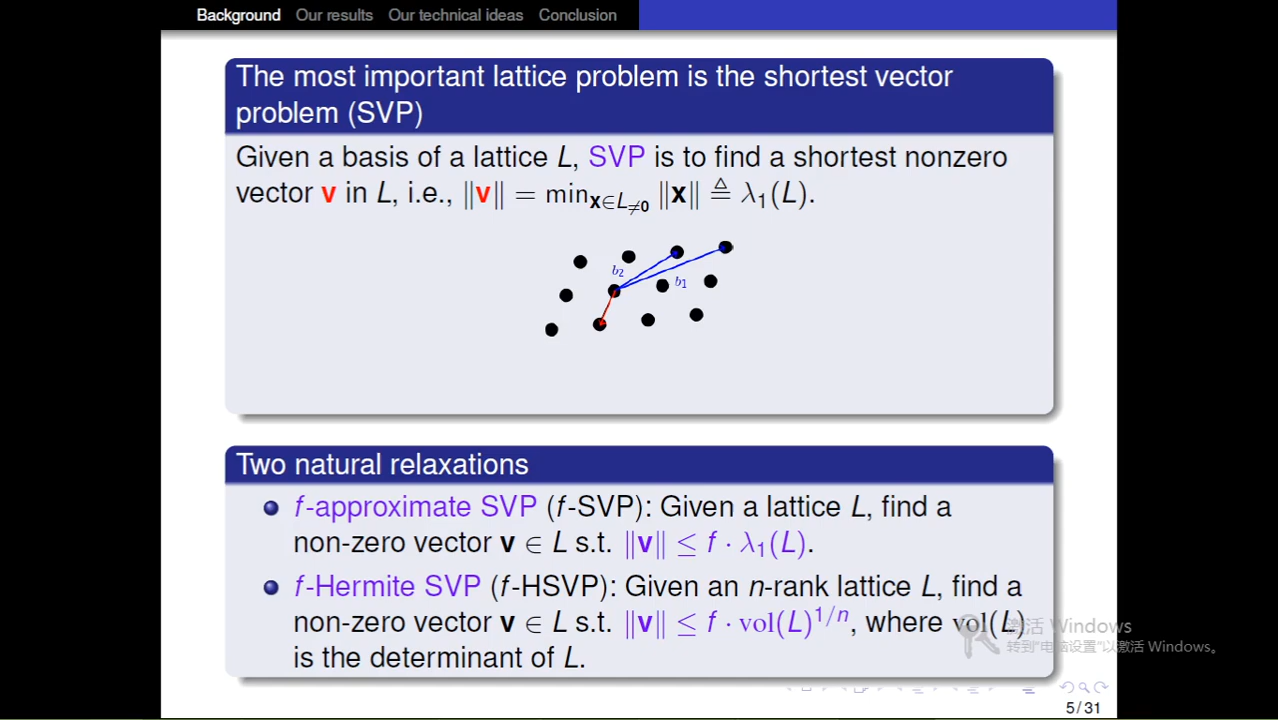 Background Our results Our technical ideas Conclusion
The most important lattice problem is the shortest vector
problem (SVP)
Given a basis of a lattice L, SVP is to find a shortest nonzero
vector v in L, i.e., ‖v‖ = min_{x∈L≠0} ‖x‖ ≜ λ₁(L).
b₂
b₁
Two natural relaxations
f-approximate SVP (f-SVP): Given a lattice L, find a
non-zero vector v ∈ L s.t. ‖v‖ ≤ f · λ₁(L).
f-Hermite SVP (f-HSVP): Given an n-rank lattice L, find a
non-zero vector v ∈ L s.t. ‖v‖ ≤ f · vol(L)^{1/n}, where vol(L)
is the determinant of L.
激活 Windows
转到“电脑设置”以激活 Windows。
5/31